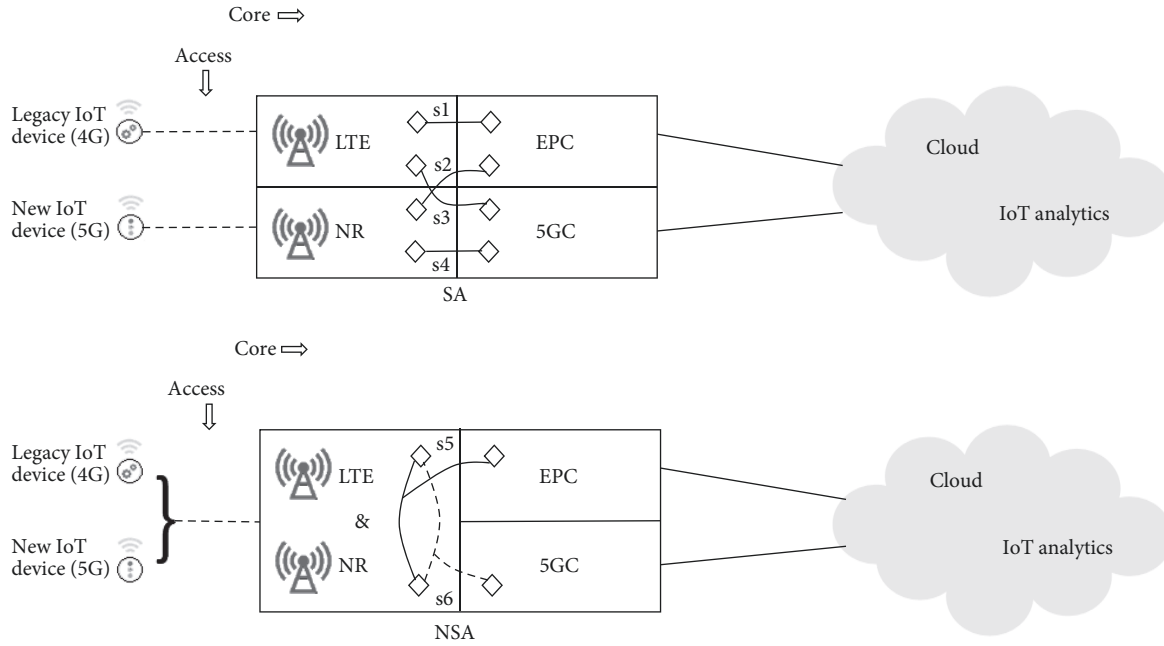 Core
Access
Legacy IoT
device (4G)
LTE
s1
s2
EPC
Cloud
IoT analytics
New IoT
device (5G)
NR
s3
s4
5GC
SA
Core
Access
Legacy IoT
device (4G)
LTE
s5
EPC
Cloud
&
IoT analytics
New IoT
device (5G)
NR
s6
5GC
NSA